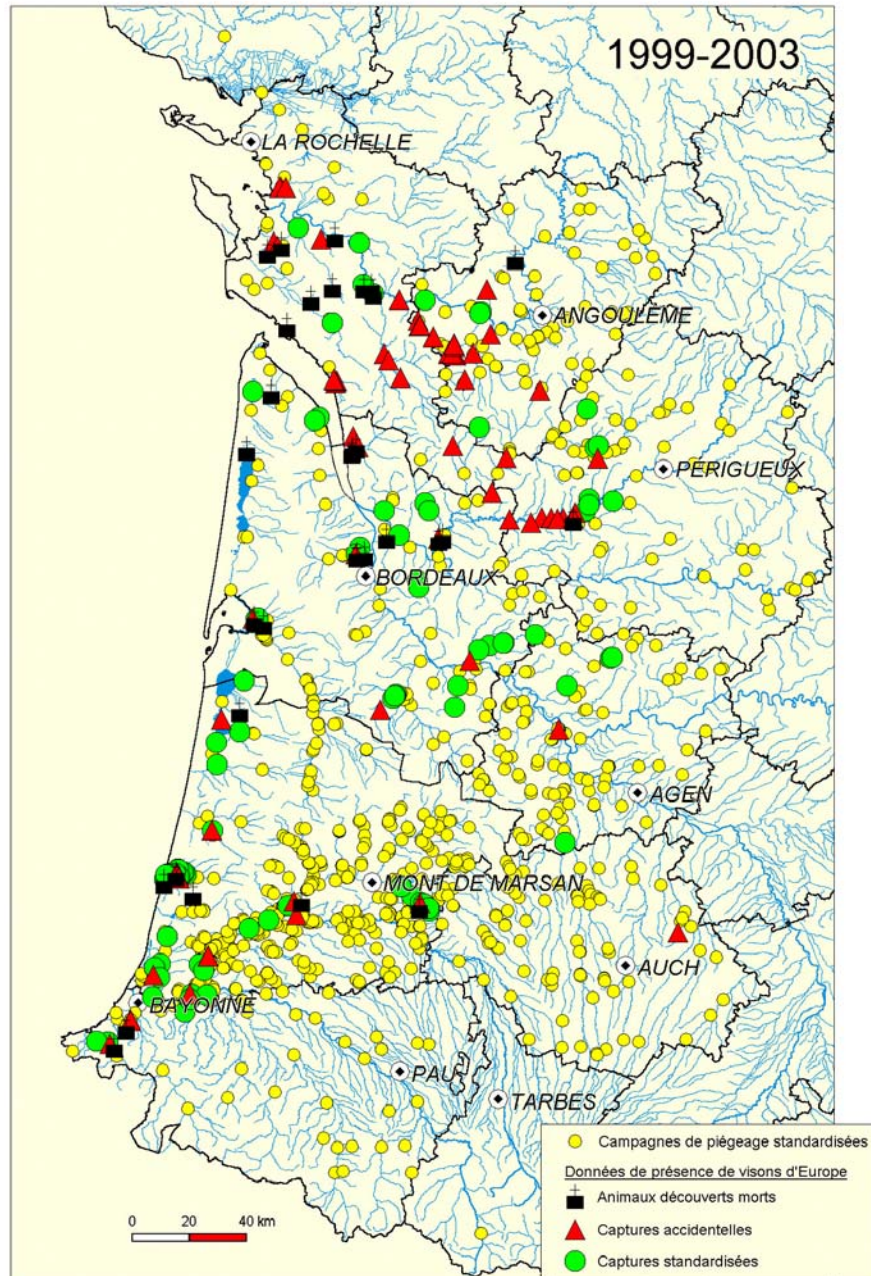 1999-2003
LA ROCHELLE
ANGOULEME
PÉRIGUEUX
BORDEAUX
AGEN
MONT DE MARSAN
AUCH
BAYONNE
PAU
TARBES
Campagnes de piégeage standardisées
Données de présence de visons d'Europe
Animaux découverts morts
Captures accidentelles
Captures standardisées
0 20 40 km